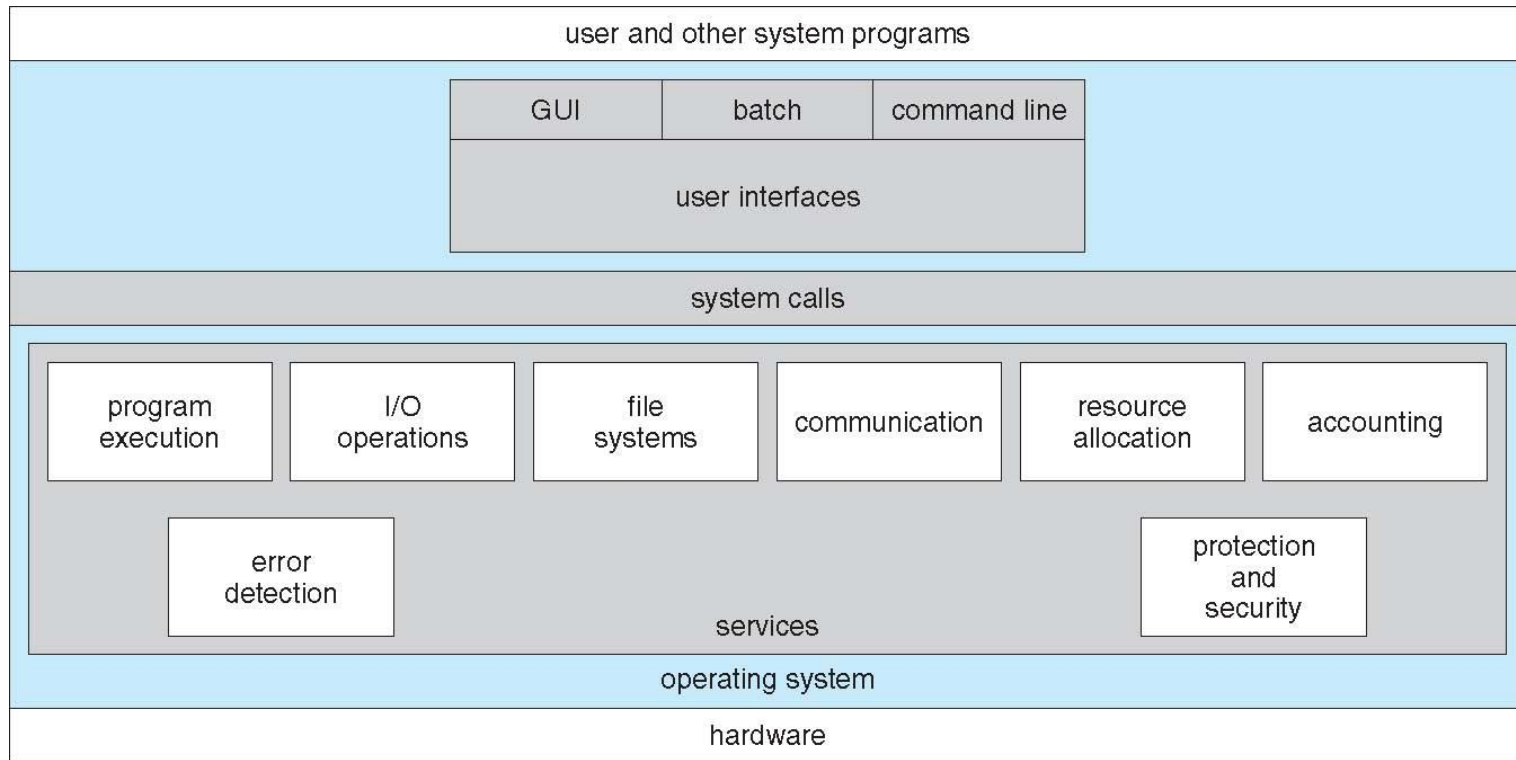 user and other system programs
GUI
batch
command line
user interfaces
system calls
program
execution
I/O
operations
file
systems
communication
resource
allocation
accounting
error
detection
protection
and
security
services
operating system
hardware